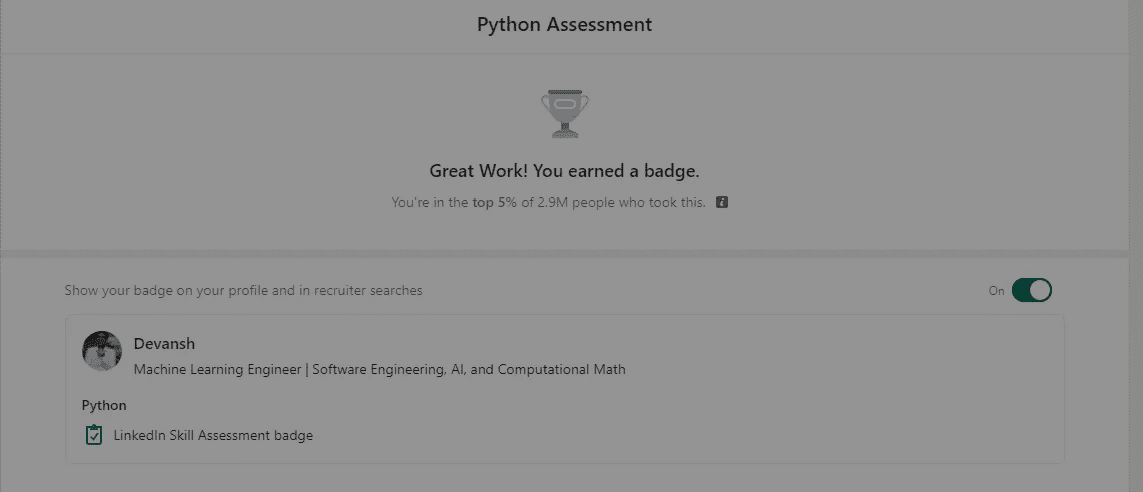 Python Assessment
Great Work! You earned a badge.
You're in the top 5% of 2.9M people who took this.
Show your badge on your profile and in recruiter searches
On
Devansh
Machine Learning Engineer | Software Engineering, AI, and Computational Math
Python
LinkedIn Skill Assessment badge